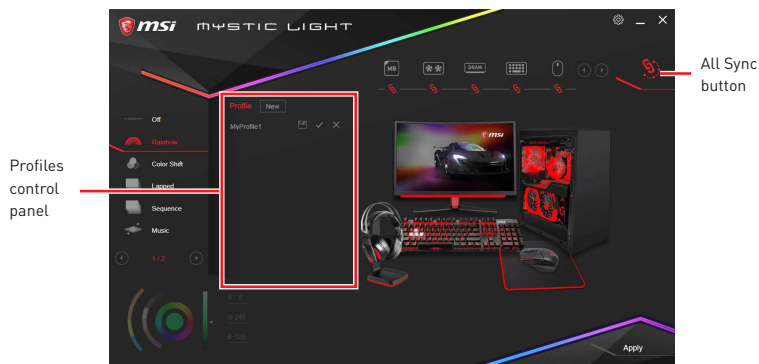 msi MYSTIC LIGHT
MB
DRAM
All Sync
button
Profile New
MyProfile1
Off
Rainbow
Color Shift
Lapped
Sequence
Music
1/2
Profiles
control
panel
msi
R 0
G 240
Apply